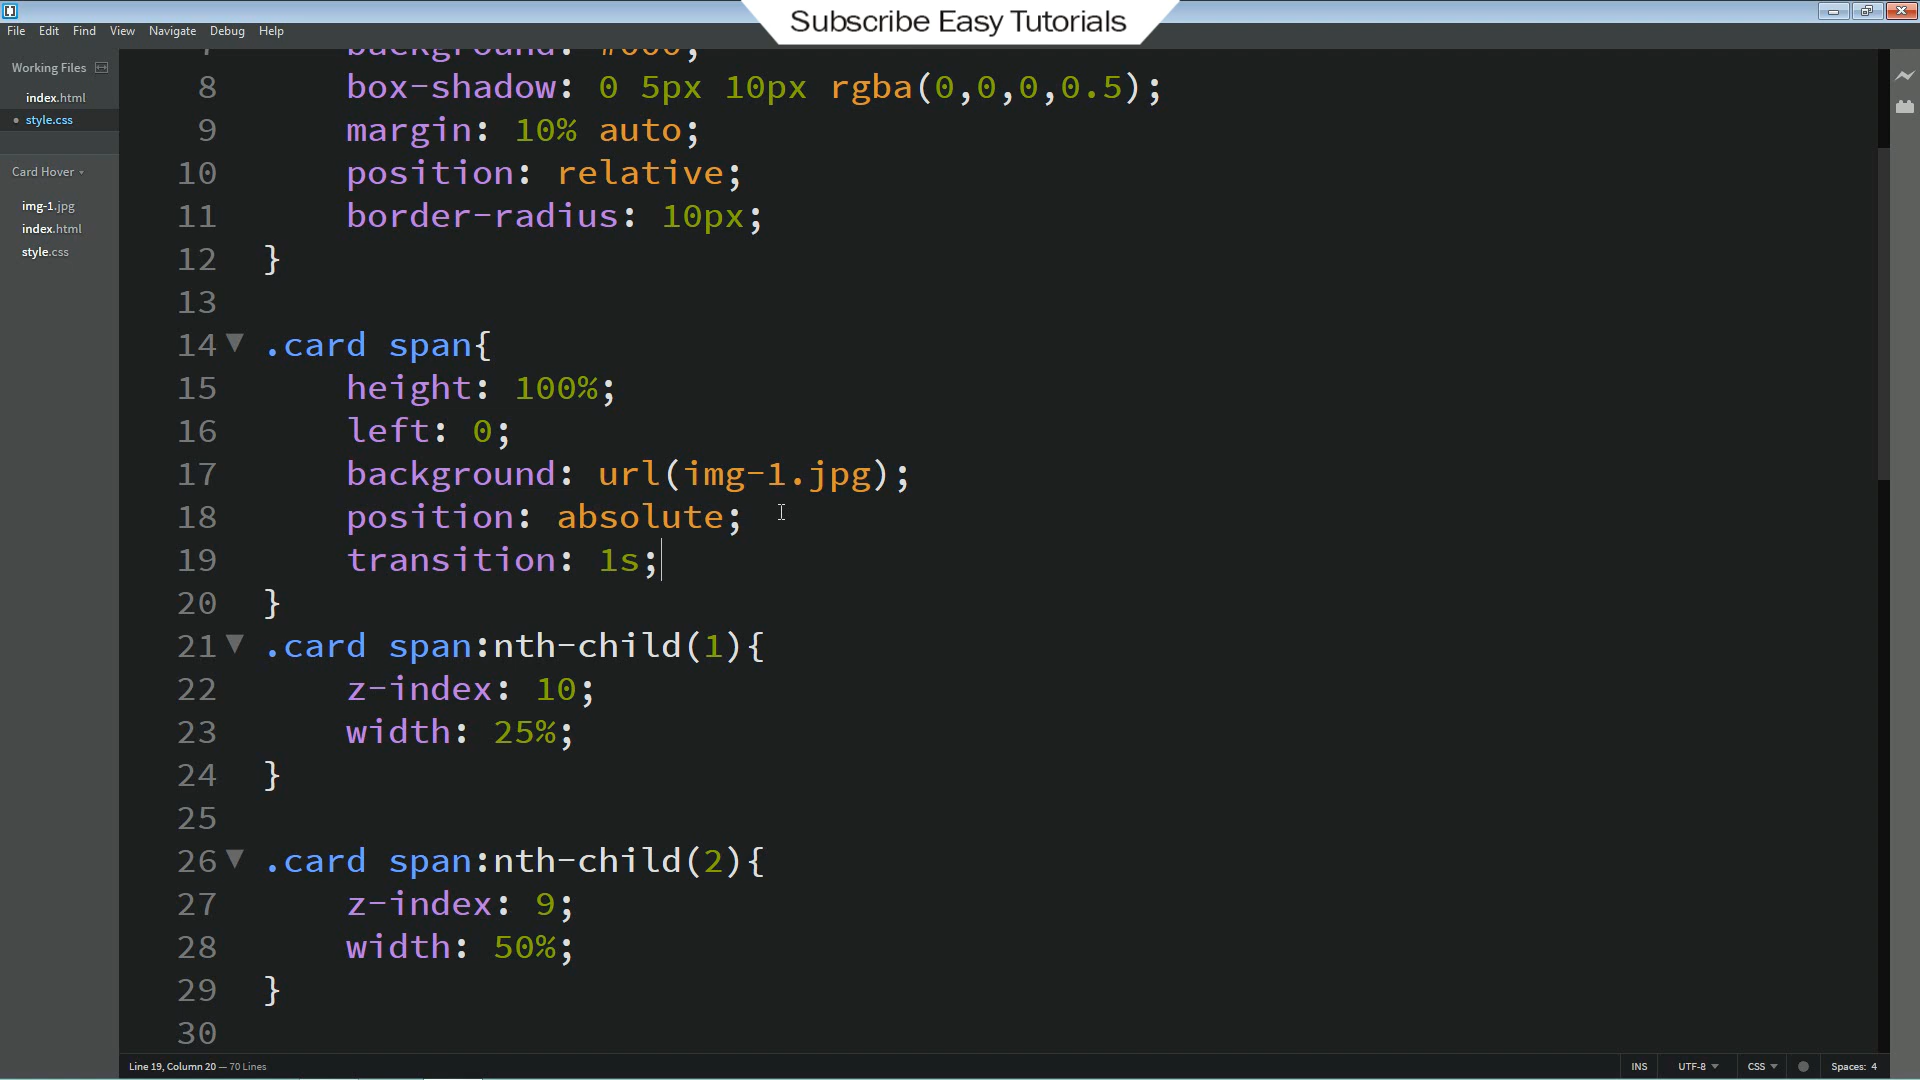 Subscribe Easy Tutorials
File Edit Find View Navigate Debug Help
Working Files
index.html
style.css
Card Hover
img-1.jpg
index.html
style.css
8 box-shadow: 0 5px 10px rgba(0,0,0,0.5);
9 margin: 10% auto;
10 position: relative;
11 border-radius: 10px;
12 }
13
14 .card span{
15 height: 100%;
16 left: 0;
17 background: url(img-1.jpg);
18 position: absolute;
19 transition: 1s;
20 }
21 .card span:nth-child(1){
22 z-index: 10;
23 width: 25%;
24 }
25
26 .card span:nth-child(2){
27 z-index: 9;
28 width: 50%;
29 }
30
Line 19, Column 20 — 70 Lines INS UTF-8 CSS Spaces: 4